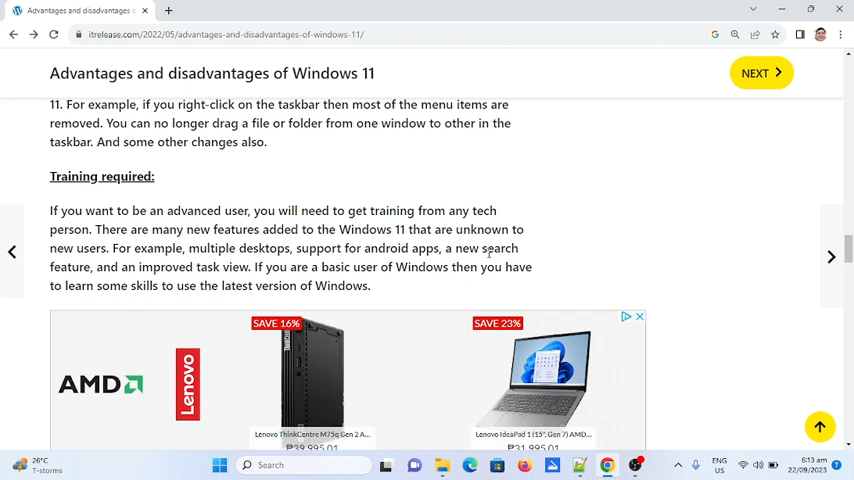 Advantages and disadvantages of
itrelease.com/2022/05/advantages-and-disadvantages-of-windows-11/
Advantages and disadvantages of Windows 11
NEXT
11. For example, if you right-click on the taskbar then most of the menu items are
removed. You can no longer drag a file or folder from one window to other in the
taskbar. And some other changes also.
Training required:
If you want to be an advanced user, you will need to get training from any tech
person. There are many new features added to the Windows 11 that are unknown to
new users. For example, multiple desktops, support for android apps, a new search
feature, and an improved task view. If you are a basic user of Windows then you have
to learn some skills to use the latest version of Windows.
SAVE 16%
SAVE 23%
AMD
Lenovo
Lenovo ThinkCentre M75q Gen 2 A...
Lenovo IdeaPad 1 (15", Gen 7) AMD...
₱39,995.01
₱31,995.01
26°C
T-storms
Search
ENG
US
6:13 am
22/09/2023